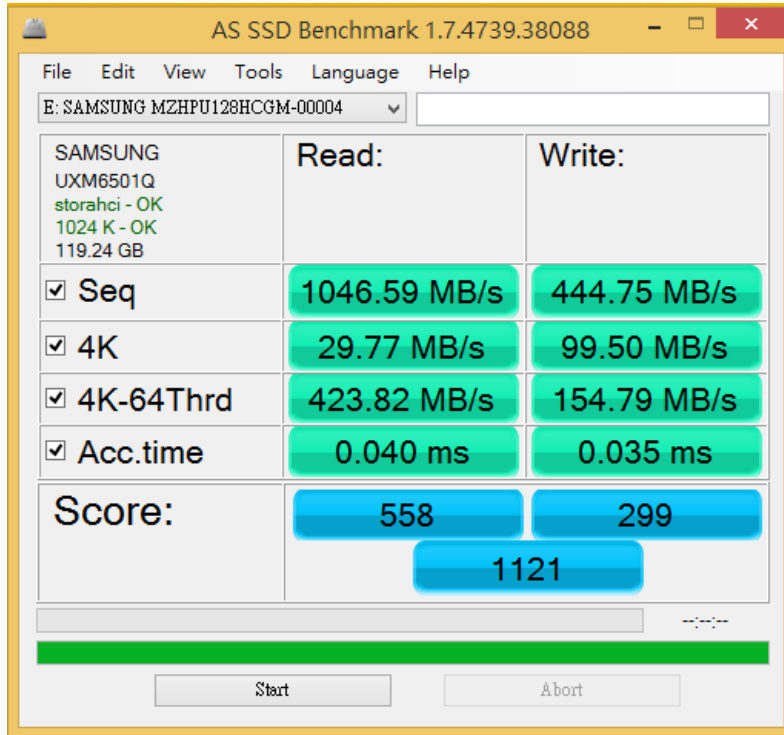 AS SSD Benchmark 1.7.4739.38088
File Edit View Tools Language Help
E: SAMSUNG MZHPU128HCGM-00004
SAMSUNG
UXM6501Q
storahci - OK
1024 K - OK
119.24 GB
Read: Write:
Seq 1046.59 MB/s 444.75 MB/s
4K 29.77 MB/s 99.50 MB/s
4K-64Thrd 423.82 MB/s 154.79 MB/s
Acc.time 0.040 ms 0.035 ms
Score: 558 299
1121
--:--:--
Start Abort